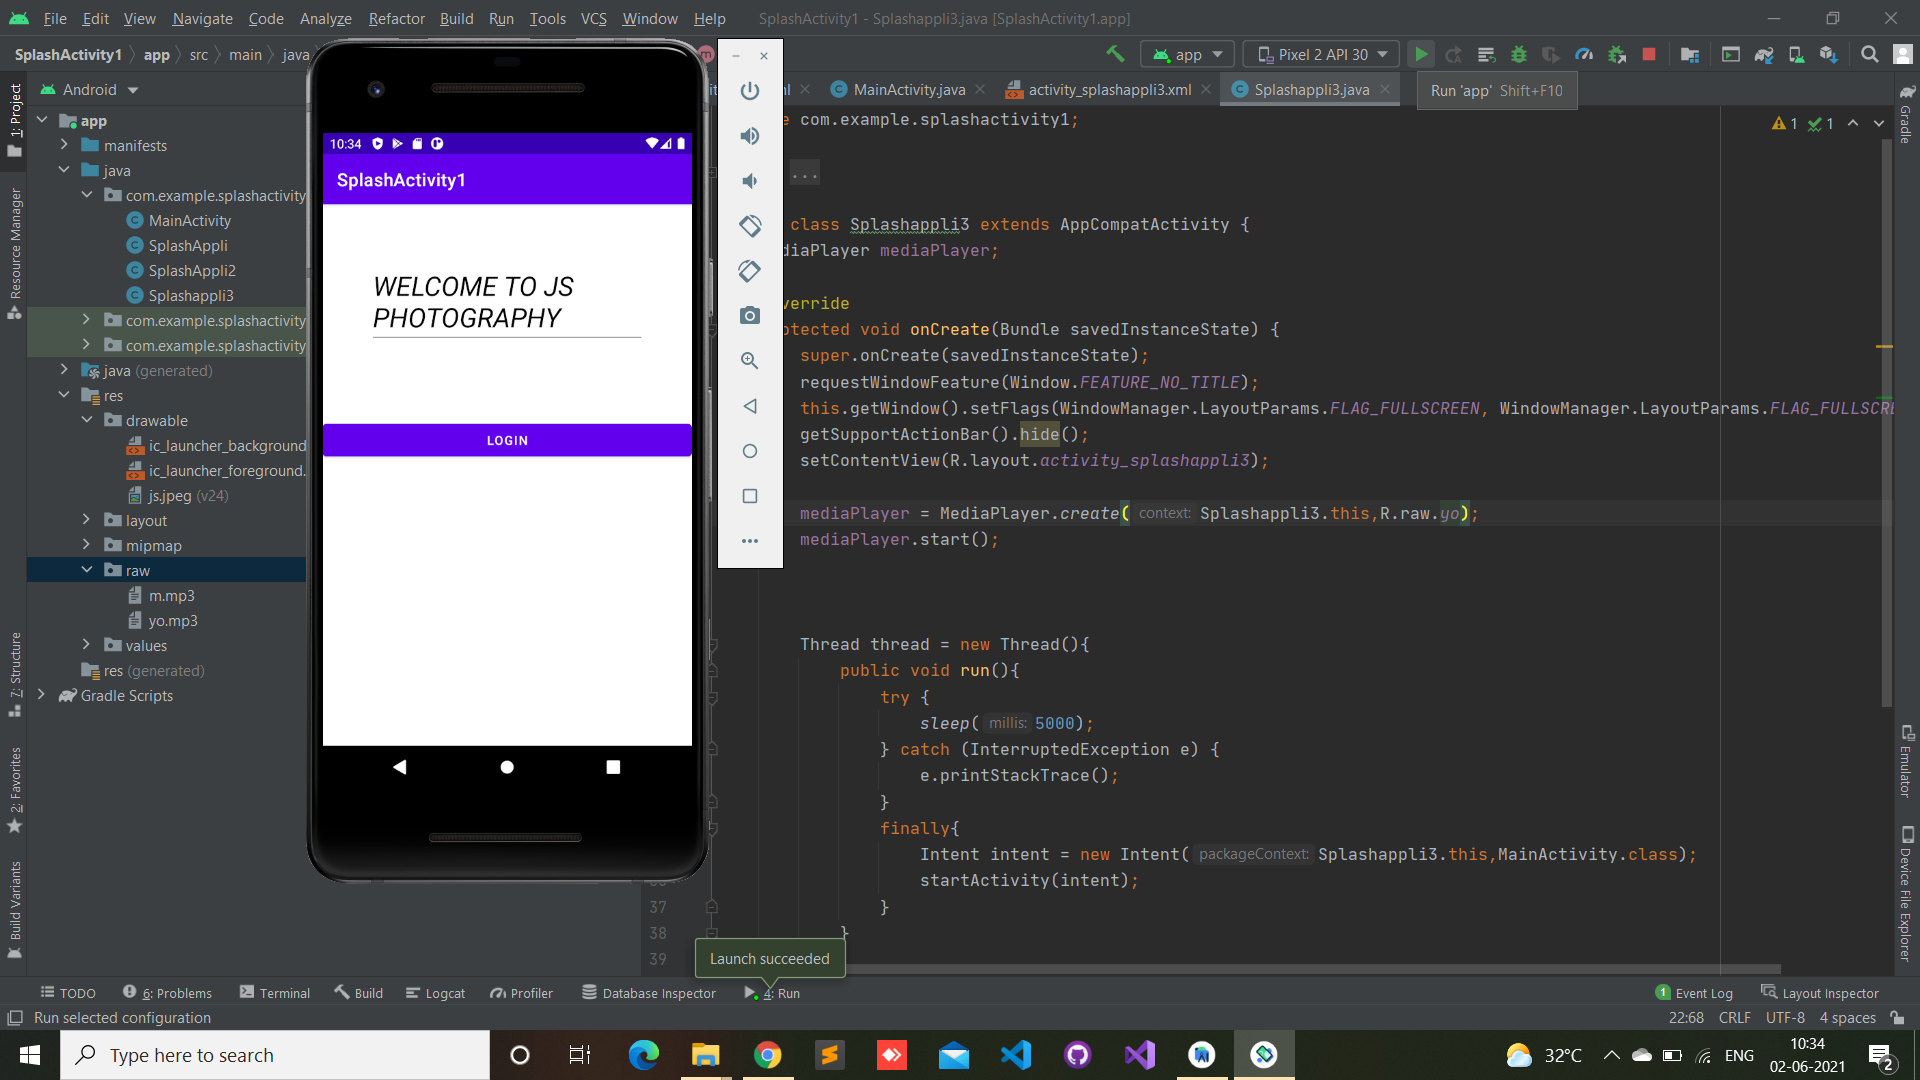 File Edit View Navigate Code Analyze Refactor Build Run Tools VCS Window Help SplashActivity1 - Splashappli3.java [SplashActivity1.app]
SplashActivity1 app src main java
app Pixel 2 API 30
Run 'app' Shift+F10
MainActivity.java activity_splashappli3.xml Splashappli3.java
1: Project
Resource Manager
7: Structure
2: Favorites
Build Variants
Android
app
manifests
java
com.example.splashactivity
MainActivity
SplashAppli
SplashAppli2
Splashappli3
com.example.splashactivity
com.example.splashactivity
java (generated)
res
drawable
ic_launcher_background
ic_launcher_foreground.
js.jpeg (v24)
layout
mipmap
raw
m.mp3
yo.mp3
values
res (generated)
Gradle Scripts
10:34
SplashActivity1
WELCOME TO JS
PHOTOGRAPHY
LOGIN
com.example.splashactivity1;
...
class Splashappli3 extends AppCompatActivity {
diaPlayer mediaPlayer;
verride
otected void onCreate(Bundle savedInstanceState) {
super.onCreate(savedInstanceState);
requestWindowFeature(Window.FEATURE_NO_TITLE);
this.getWindow().setFlags(WindowManager.LayoutParams.FLAG_FULLSCREEN, WindowManager.LayoutParams.FLAG_FULLSCRE
getSupportActionBar().hide();
setContentView(R.layout.activity_splashappli3);
mediaPlayer = MediaPlayer.create( context: Splashappli3.this,R.raw.yo);
mediaPlayer.start();
Thread thread = new Thread(){
public void run(){
try {
sleep( millis: 5000);
} catch (InterruptedException e) {
e.printStackTrace();
}
finally{
Intent intent = new Intent( packageContext: Splashappli3.this,MainActivity.class);
startActivity(intent);
37 }
38 }
39
1 1
Gradle
Emulator
Device File Explorer
Launch succeeded
TODO 6: Problems Terminal Build Logcat Profiler Database Inspector 4: Run 1 Event Log Layout Inspector
Run selected configuration 22:68 CRLF UTF-8 4 spaces
Type here to search 32°C ENG 10:34
02-06-2021 2